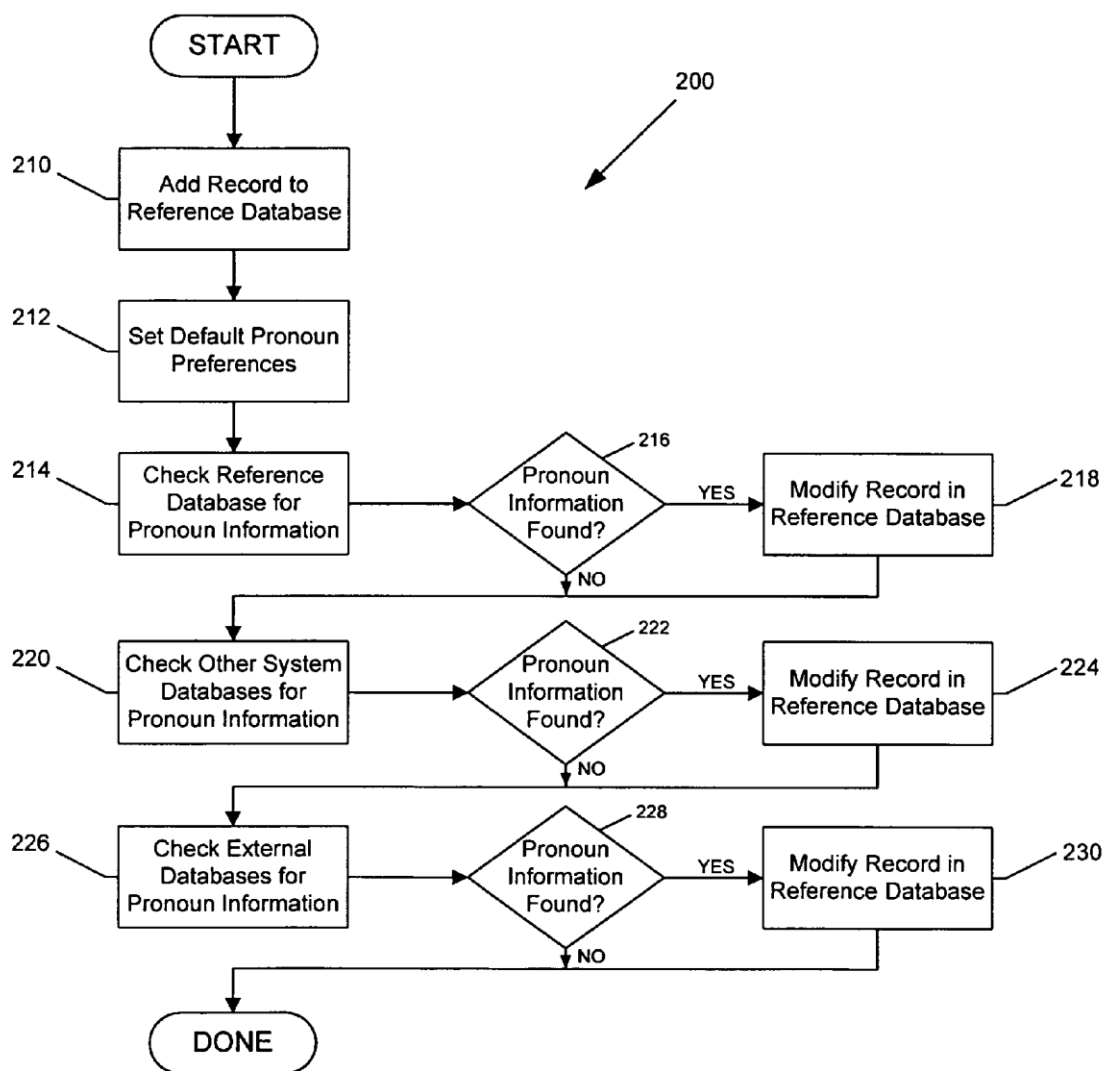 START
200
210
Add Record to
Reference Database
212
Set Default Pronoun
Preferences
214
Check Reference
Database for
Pronoun Information
216
Pronoun
Information
Found?
YES
Modify Record in
Reference Database
218
NO
220
Check Other System
Databases for
Pronoun Information
222
Pronoun
Information
Found?
YES
Modify Record in
Reference Database
224
NO
226
Check External
Databases for
Pronoun Information
228
Pronoun
Information
Found?
YES
Modify Record in
Reference Database
230
NO
DONE